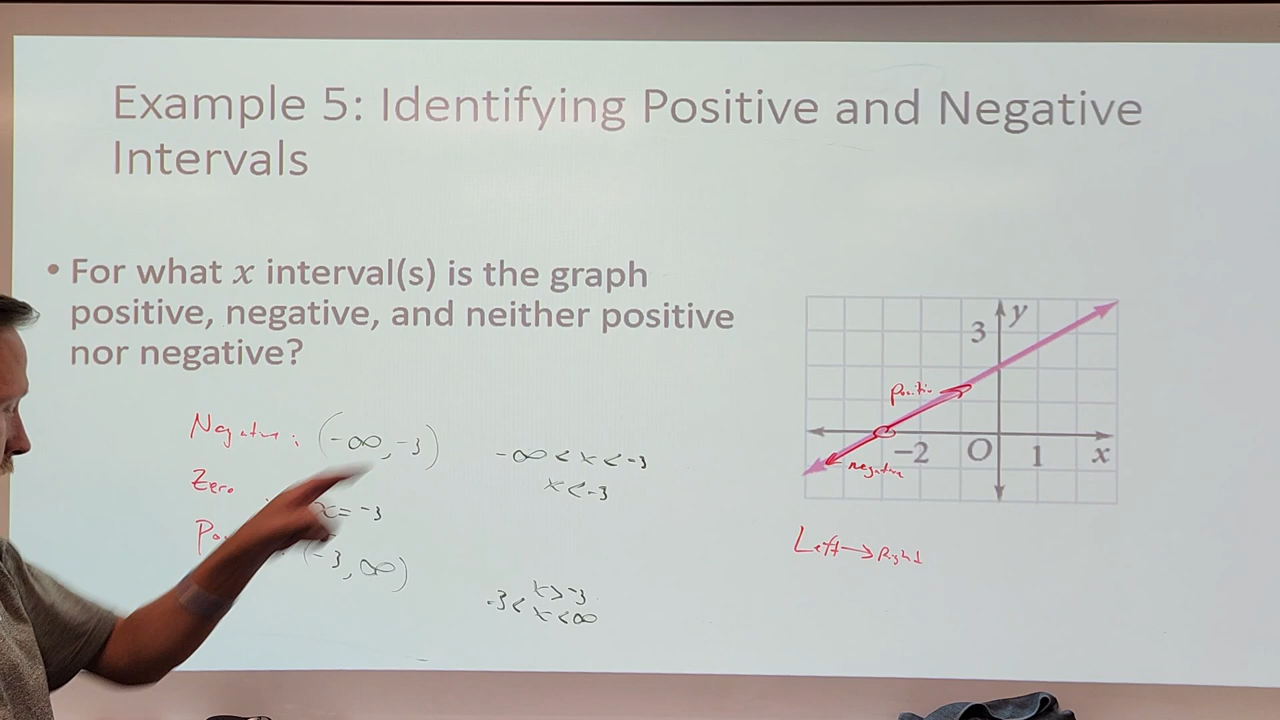 Example 5: Identifying Positive and Negative
Intervals
• For what x interval(s) is the graph
positive, negative, and neither positive
nor negative?
Negative: (-∞, -3)
-∞ < x < -3
x < -3
Zero
x = -3
Po
(-3, ∞)
x > -3
-3 < x < ∞
y
3
positive
-2
O
1
x
negative
Left → Right